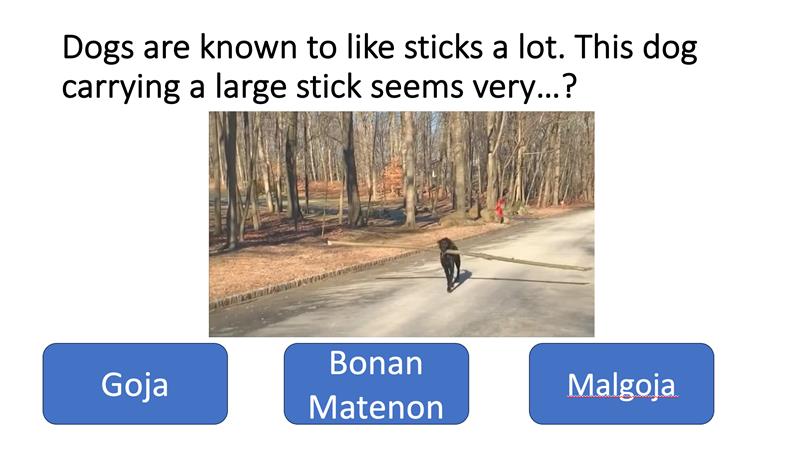 Dogs are known to like sticks a lot. This dog
carrying a large stick seems very…?
Goja
Bonan
Matenon
Malgoja